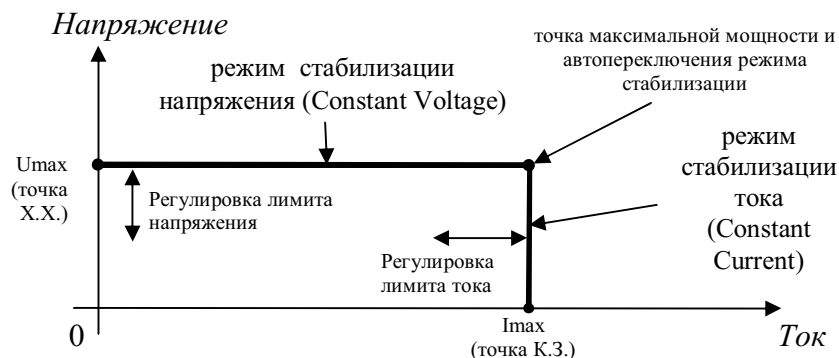 Напряжение
режим стабилизации
напряжения (Constant Voltage)
точка максимальной мощности и
автопереключения режима
стабилизации
режим
стабилизации
тока
(Constant
Current)
Umax
(точка
Х.Х.)
Регулировка лимита
напряжения
Регулировка
лимита тока
0
Imax
(точка К.З.)
Ток